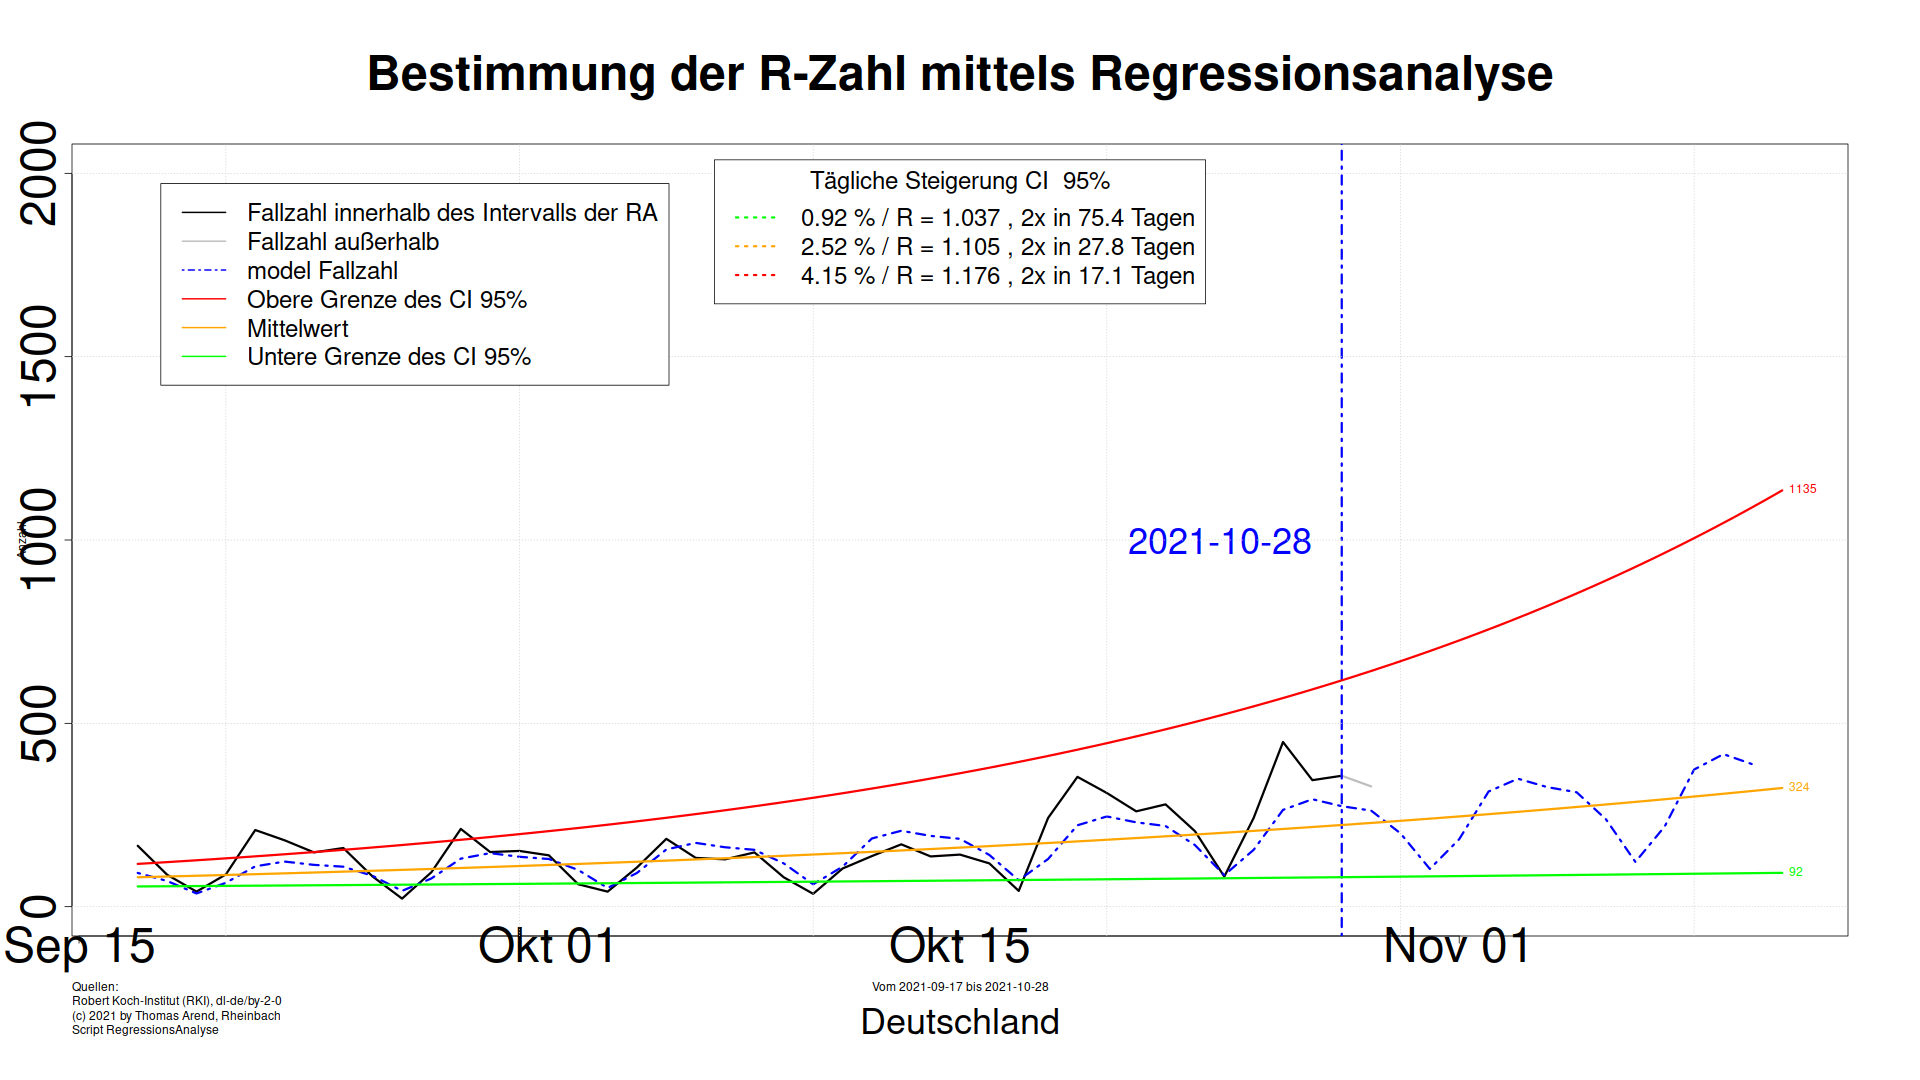 Bestimmung der R-Zahl mittels Regressionsanalyse
Fallzahl innerhalb des Intervalls der RA
Fallzahl außerhalb
model Fallzahl
Obere Grenze des CI 95%
Mittelwert
Untere Grenze des CI 95%
Tägliche Steigerung CI 95%
0.92 % / R = 1.037 , 2x in 75.4 Tagen
2.52 % / R = 1.105 , 2x in 27.8 Tagen
4.15 % / R = 1.176 , 2x in 17.1 Tagen
2000
1500
1000
500
0
Anzahl
2021-10-28
1135
324
92
Sep 15
Okt 01
Okt 15
Nov 01
Quellen:
Robert Koch-Institut (RKI), dl-de/by-2-0
(c) 2021 by Thomas Arend, Rheinbach
Script RegressionsAnalyse
Vom 2021-09-17 bis 2021-10-28
Deutschland